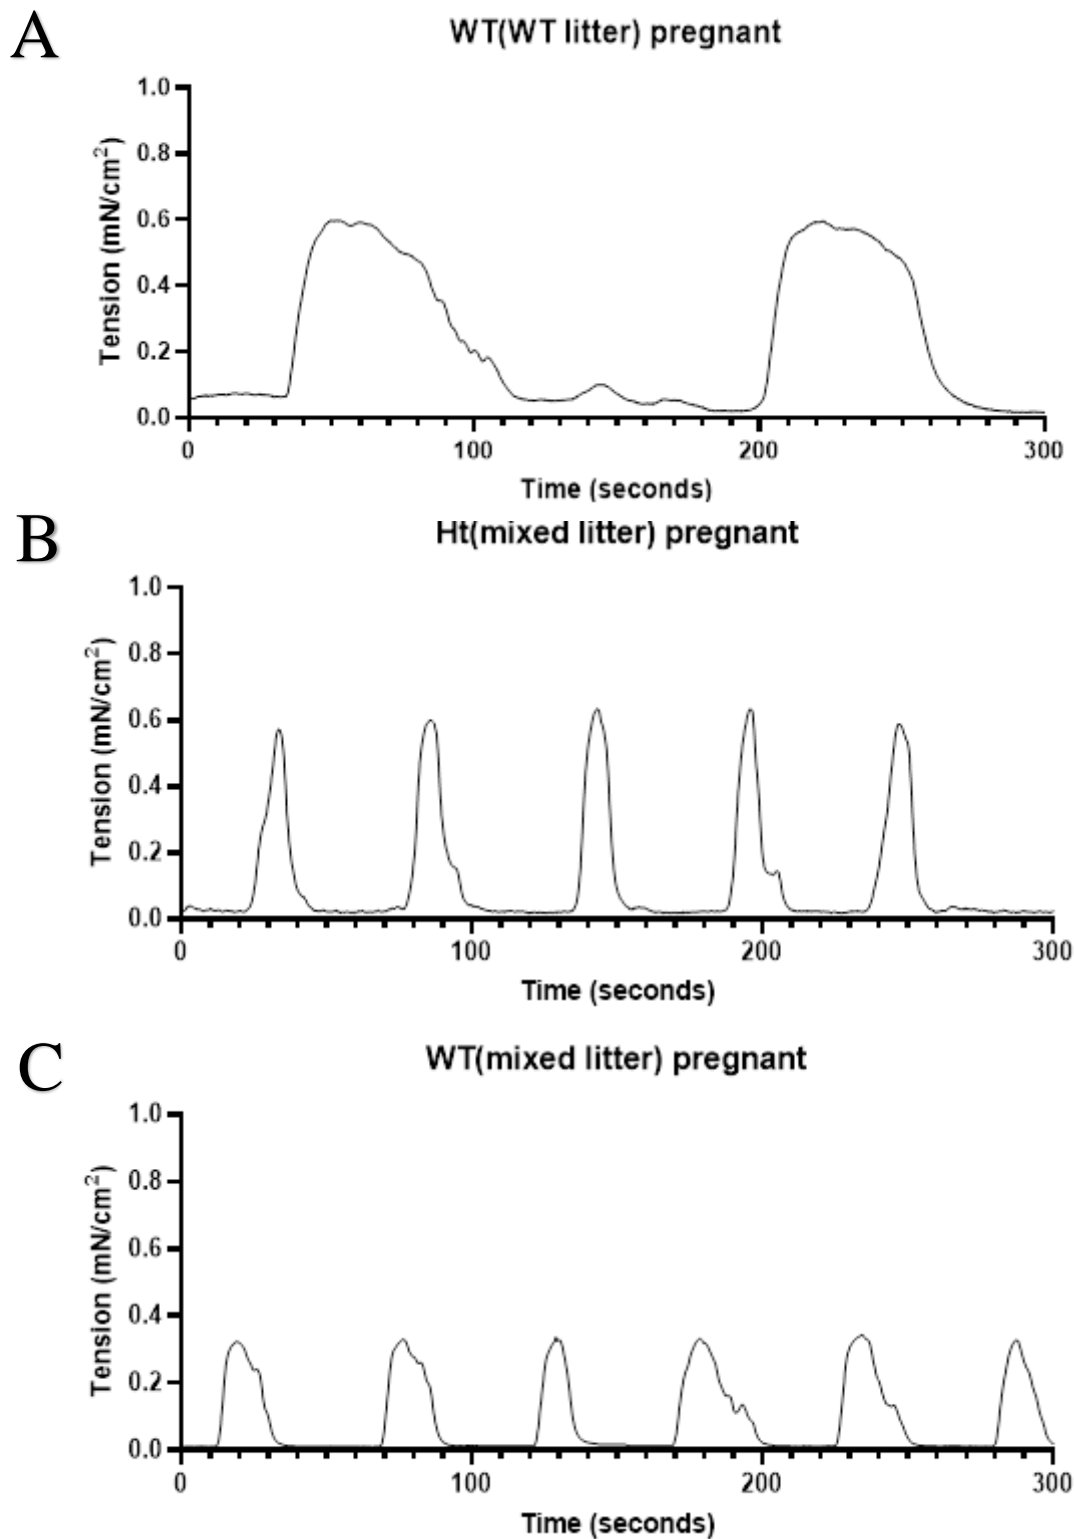 A
WT(WT litter) pregnant
1.0
0.8
0.6
0.4
0.2
0.0
Tension (mN/cm²)
0 100 200 300
Time (seconds)
B
Ht(mixed litter) pregnant
1.0
0.8
0.6
0.4
0.2
0.0
Tension (mN/cm²)
0 100 200 300
Time (seconds)
C
WT(mixed litter) pregnant
1.0
0.8
0.6
0.4
0.2
0.0
Tension (mN/cm²)
0 100 200 300
Time (seconds)